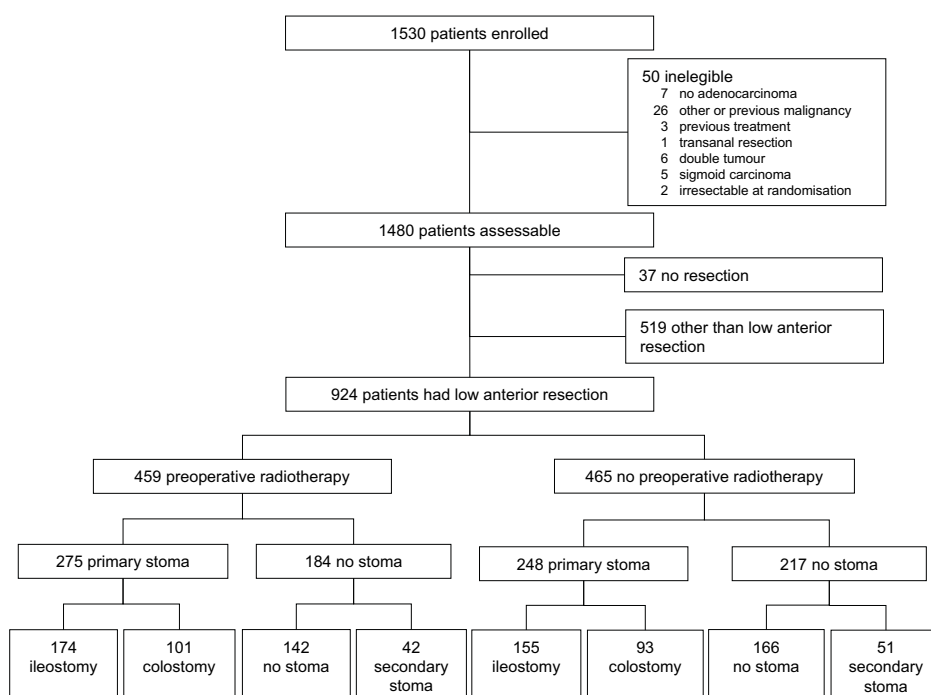 1530 patients enrolled
50 inelegible
7 no adenocarcinoma
26 other or previous malignancy
3 previous treatment
1 transanal resection
6 double tumour
5 sigmoid carcinoma
2 irresectable at randomisation
1480 patients assessable
37 no resection
519 other than low anterior
resection
924 patients had low anterior resection
459 preoperative radiotherapy
465 no preoperative radiotherapy
275 primary stoma
184 no stoma
248 primary stoma
217 no stoma
174
ileostomy
101
colostomy
142
no stoma
42
secondary
stoma
155
ileostomy
93
colostomy
166
no stoma
51
secondary
stoma